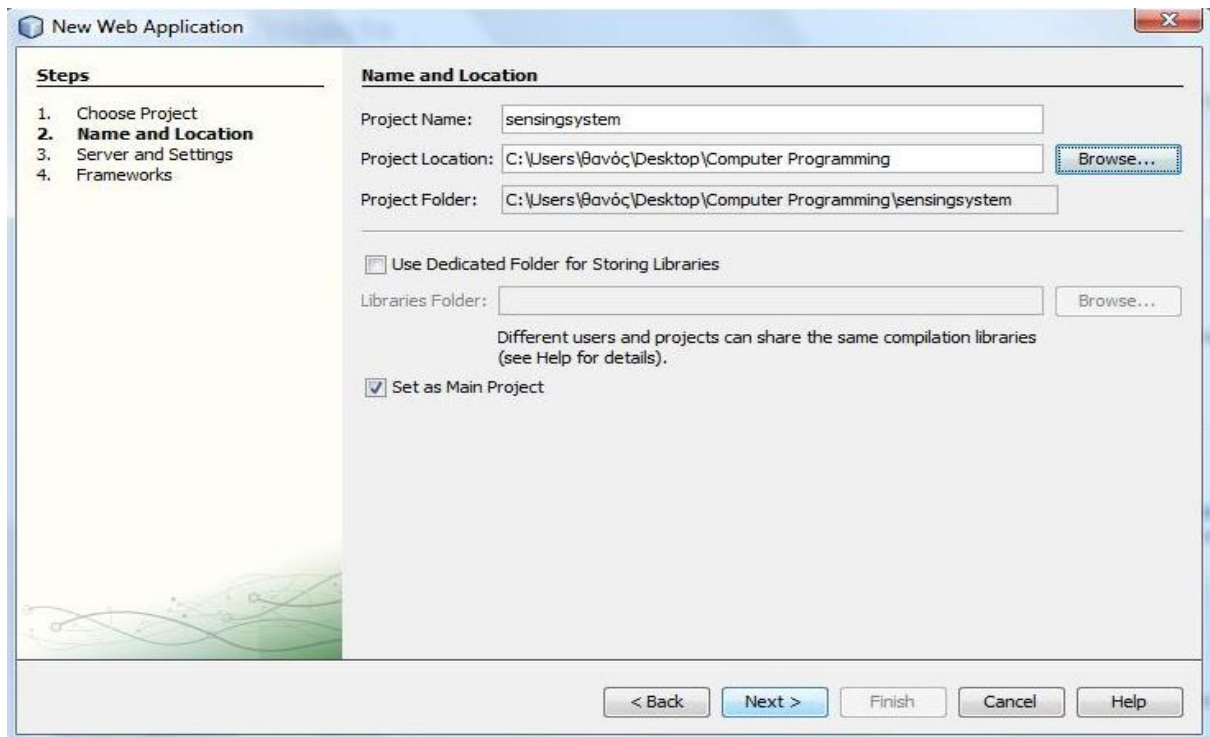 New Web Application
Steps
1. Choose Project
2. Name and Location
3. Server and Settings
4. Frameworks
Name and Location
Project Name: sensingsystem
Project Location: C:\Users\θανός\Desktop\Computer Programming Browse...
Project Folder: C:\Users\θανός\Desktop\Computer Programming\sensingsystem
Use Dedicated Folder for Storing Libraries
Libraries Folder: Browse...
Different users and projects can share the same compilation libraries
(see Help for details).
Set as Main Project
< Back Next > Finish Cancel Help